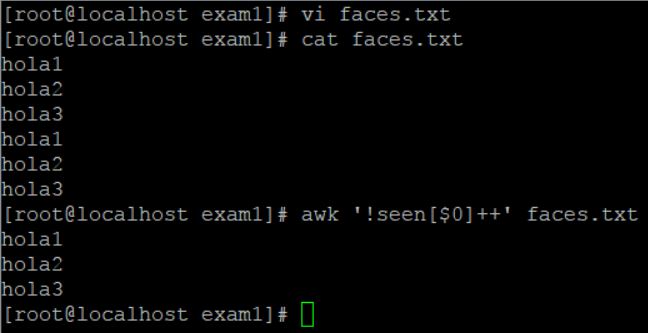 [root@localhost exam1]# vi faces.txt
[root@localhost exam1]# cat faces.txt
hola1
hola2
hola3
hola1
hola2
hola3
[root@localhost exam1]# awk '!seen[$0]++' faces.txt
hola1
hola2
hola3
[root@localhost exam1]#